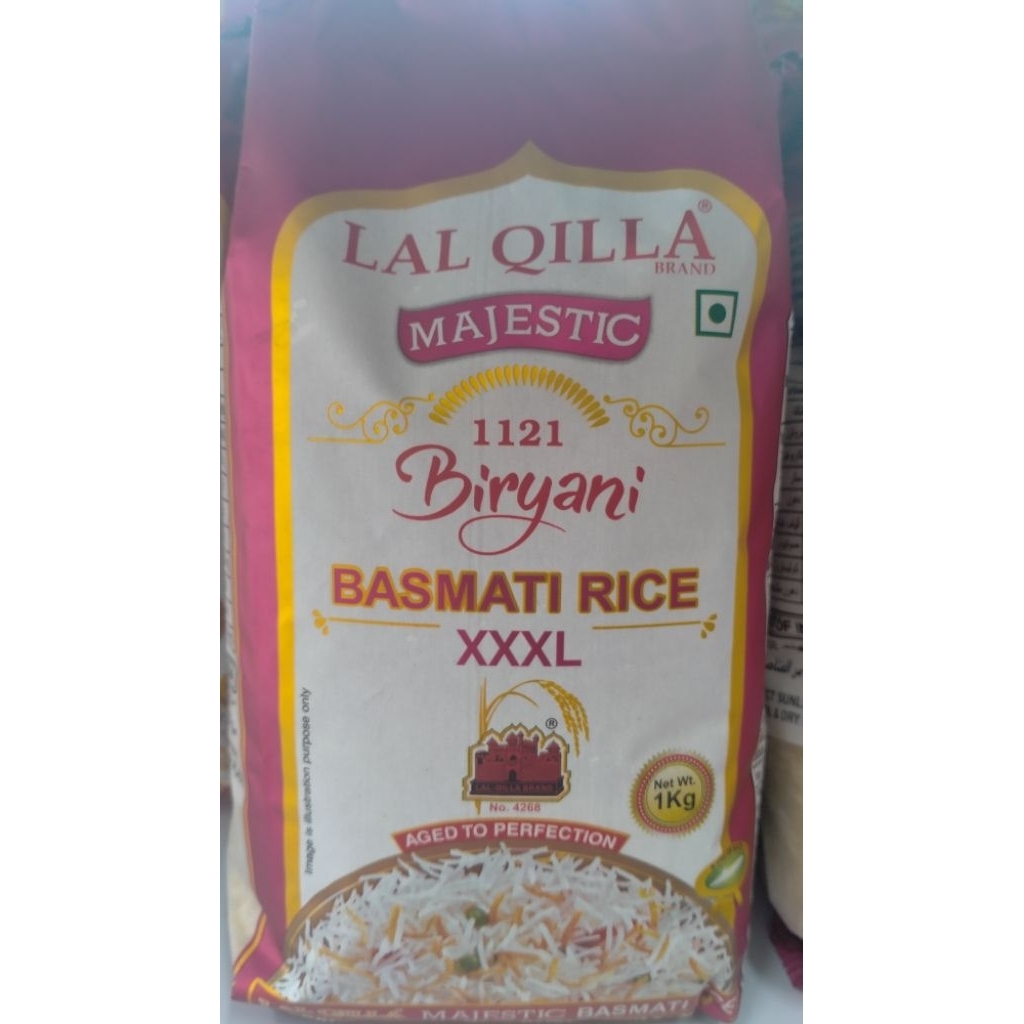 LAL QILLA®
BRAND
MAJESTIC
1121
Biryani
BASMATI RICE
XXXL
®
LAL QILLA BRAND
No. 4268
Image is illustration purpose only
Net Wt.
1Kg
AGED TO PERFECTION
MAJESTIC BASMATI